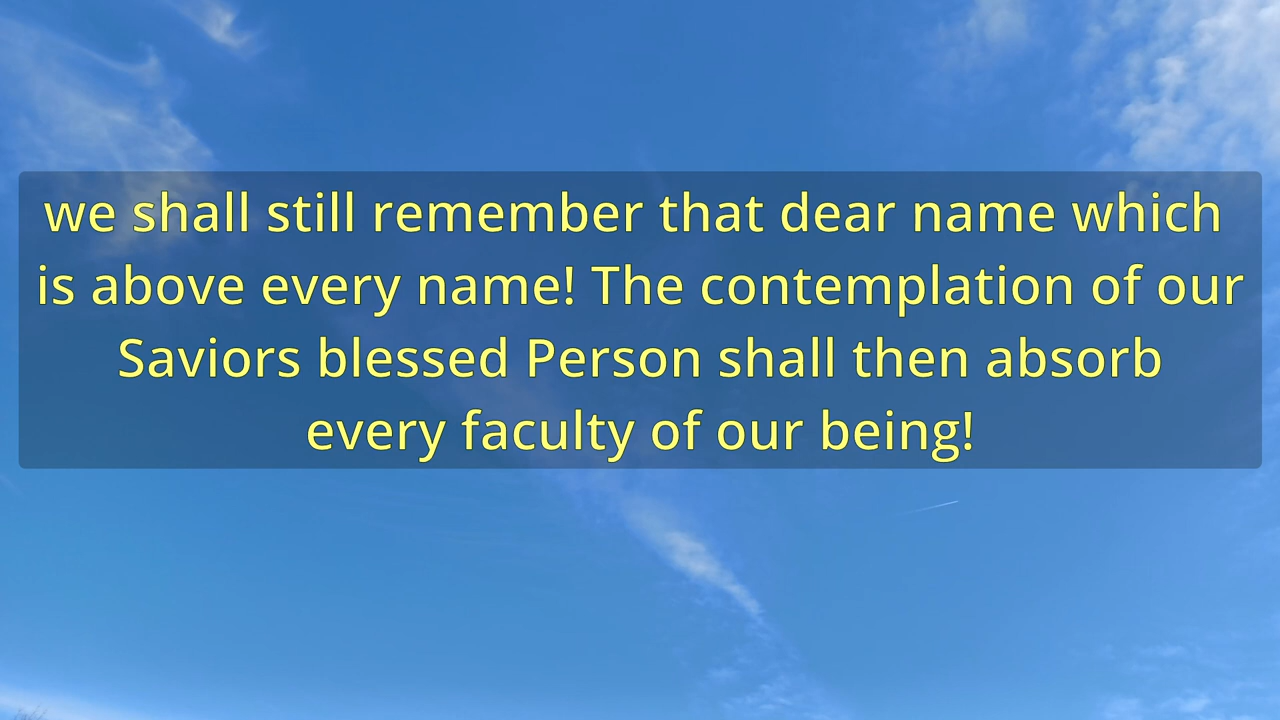 we shall still remember that dear name which
is above every name! The contemplation of our
Saviors blessed Person shall then absorb
every faculty of our being!